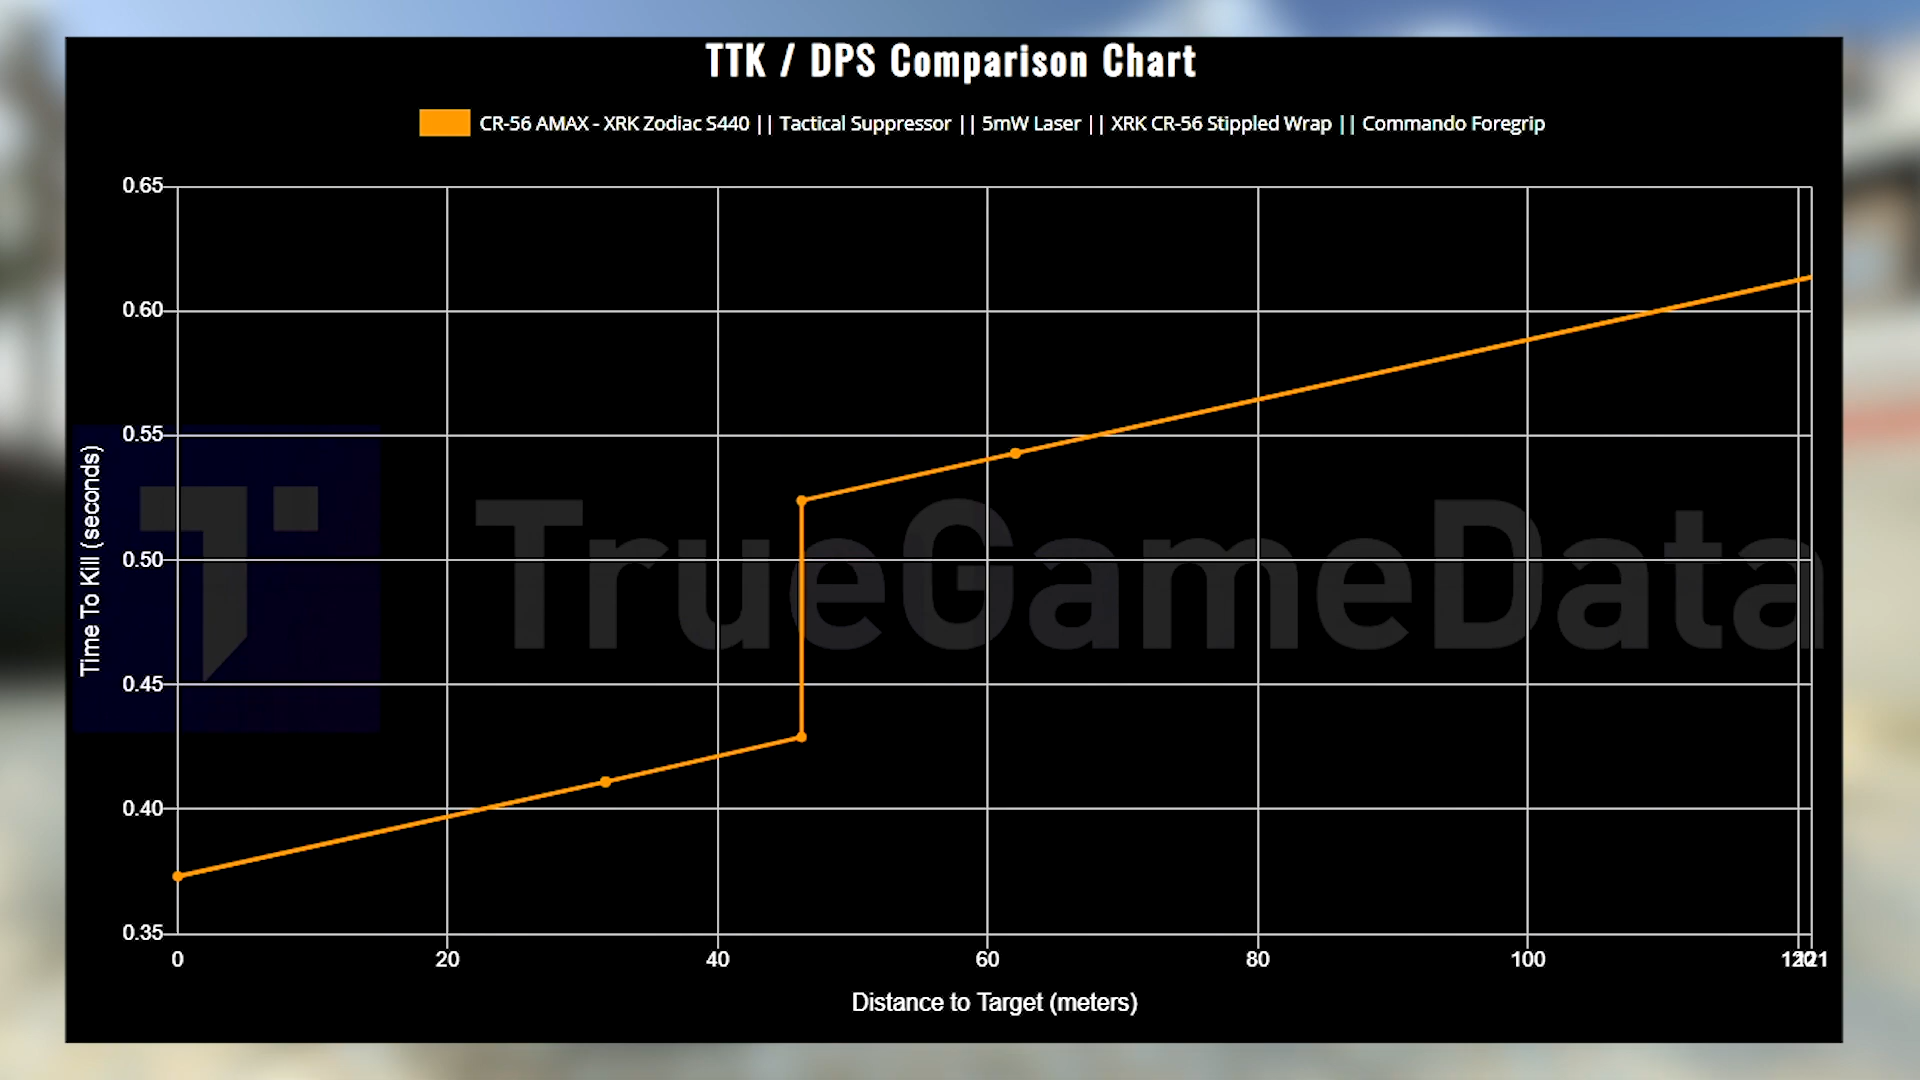 TTK / DPS Comparison Chart
CR-56 AMAX - XRK Zodiac S440 || Tactical Suppressor || 5mW Laser || XRK CR-56 Stippled Wrap || Commando Foregrip
0.65
0.60
0.55
0.50
0.45
0.40
0.35
Time To Kill (seconds)
TrueGameData
0 20 40 60 80 100 120 121
Distance to Target (meters)